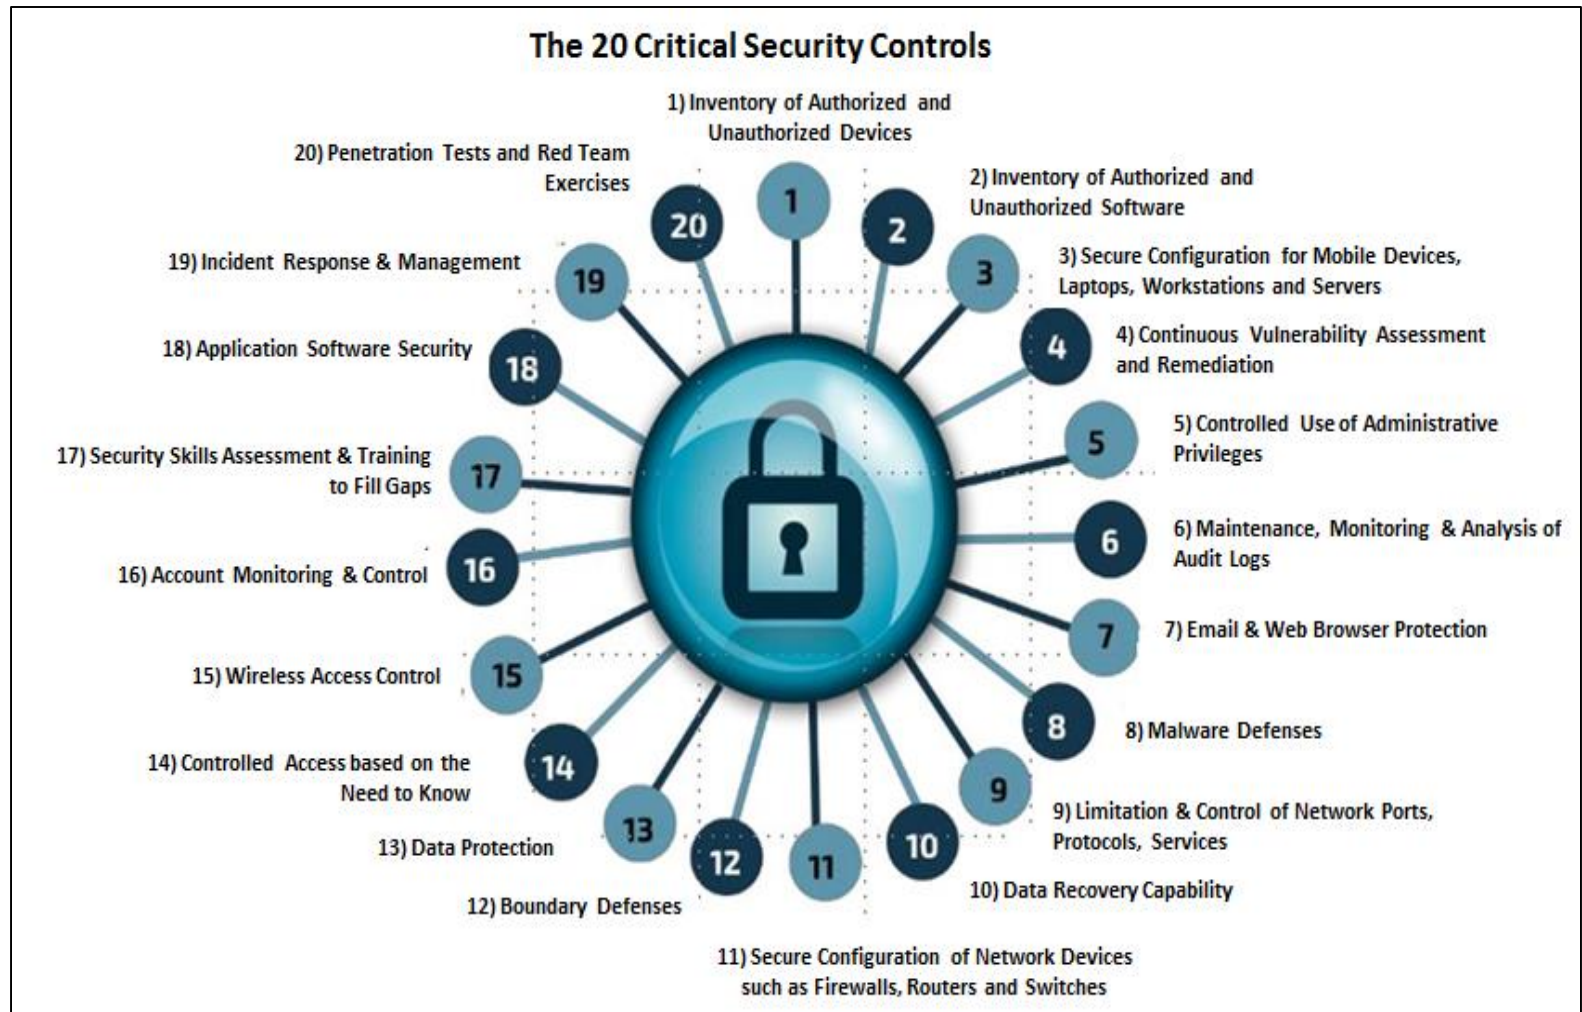 The 20 Critical Security Controls
1) Inventory of Authorized and
Unauthorized Devices
2) Inventory of Authorized and
Unauthorized Software
3) Secure Configuration for Mobile Devices,
Laptops, Workstations and Servers
4) Continuous Vulnerability Assessment
and Remediation
5) Controlled Use of Administrative
Privileges
6) Maintenance, Monitoring & Analysis of
Audit Logs
7) Email & Web Browser Protection
8) Malware Defenses
9) Limitation & Control of Network Ports,
Protocols, Services
10) Data Recovery Capability
11) Secure Configuration of Network Devices
such as Firewalls, Routers and Switches
12) Boundary Defenses
13) Data Protection
14) Controlled Access based on the
Need to Know
15) Wireless Access Control
16) Account Monitoring & Control
17) Security Skills Assessment & Training
to Fill Gaps
18) Application Software Security
19) Incident Response & Management
20) Penetration Tests and Red Team
Exercises
1
2
3
4
5
6
7
8
9
10
11
12
13
14
15
16
17
18
19
20